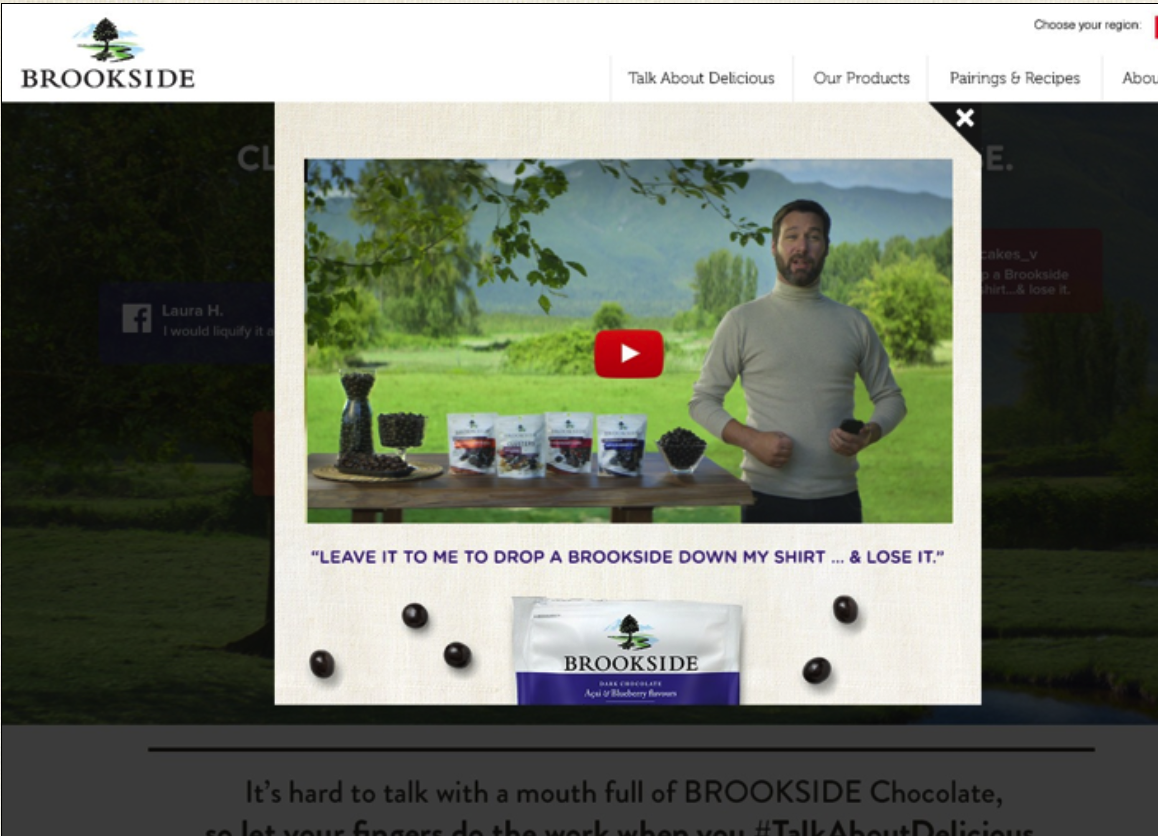 Choose your region:
BROOKSIDE
Talk About Delicious
Our Products
Pairings & Recipes
Abou
CL
E.
Laura H.
I would liquify it a
cakes_v
p a Brookside
shirt...& lose it.
“LEAVE IT TO ME TO DROP A BROOKSIDE DOWN MY SHIRT ... & LOSE IT.”
BROOKSIDE
DARK CHOCOLATE
Açai & Blueberry flavours
It's hard to talk with a mouth full of BROOKSIDE Chocolate,
so let your fingers do the work when you #TalkAboutDelicious